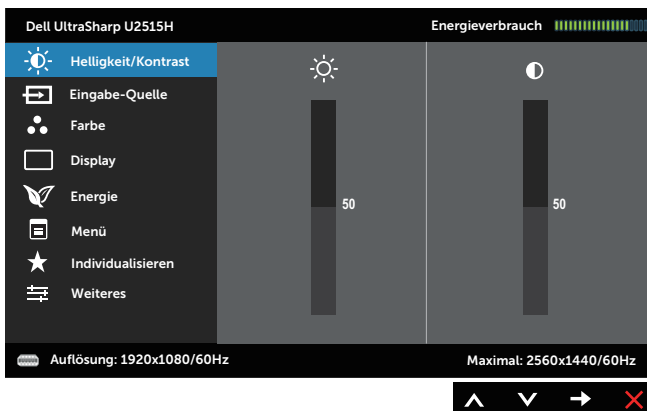 Dell UltraSharp U2515H
Energieverbrauch
Helligkeit/Kontrast
Eingabe-Quelle
Farbe
Display
Energie
Menü
Individualisieren
Weiteres
50
50
Auflösung: 1920x1080/60Hz
Maximal: 2560x1440/60Hz